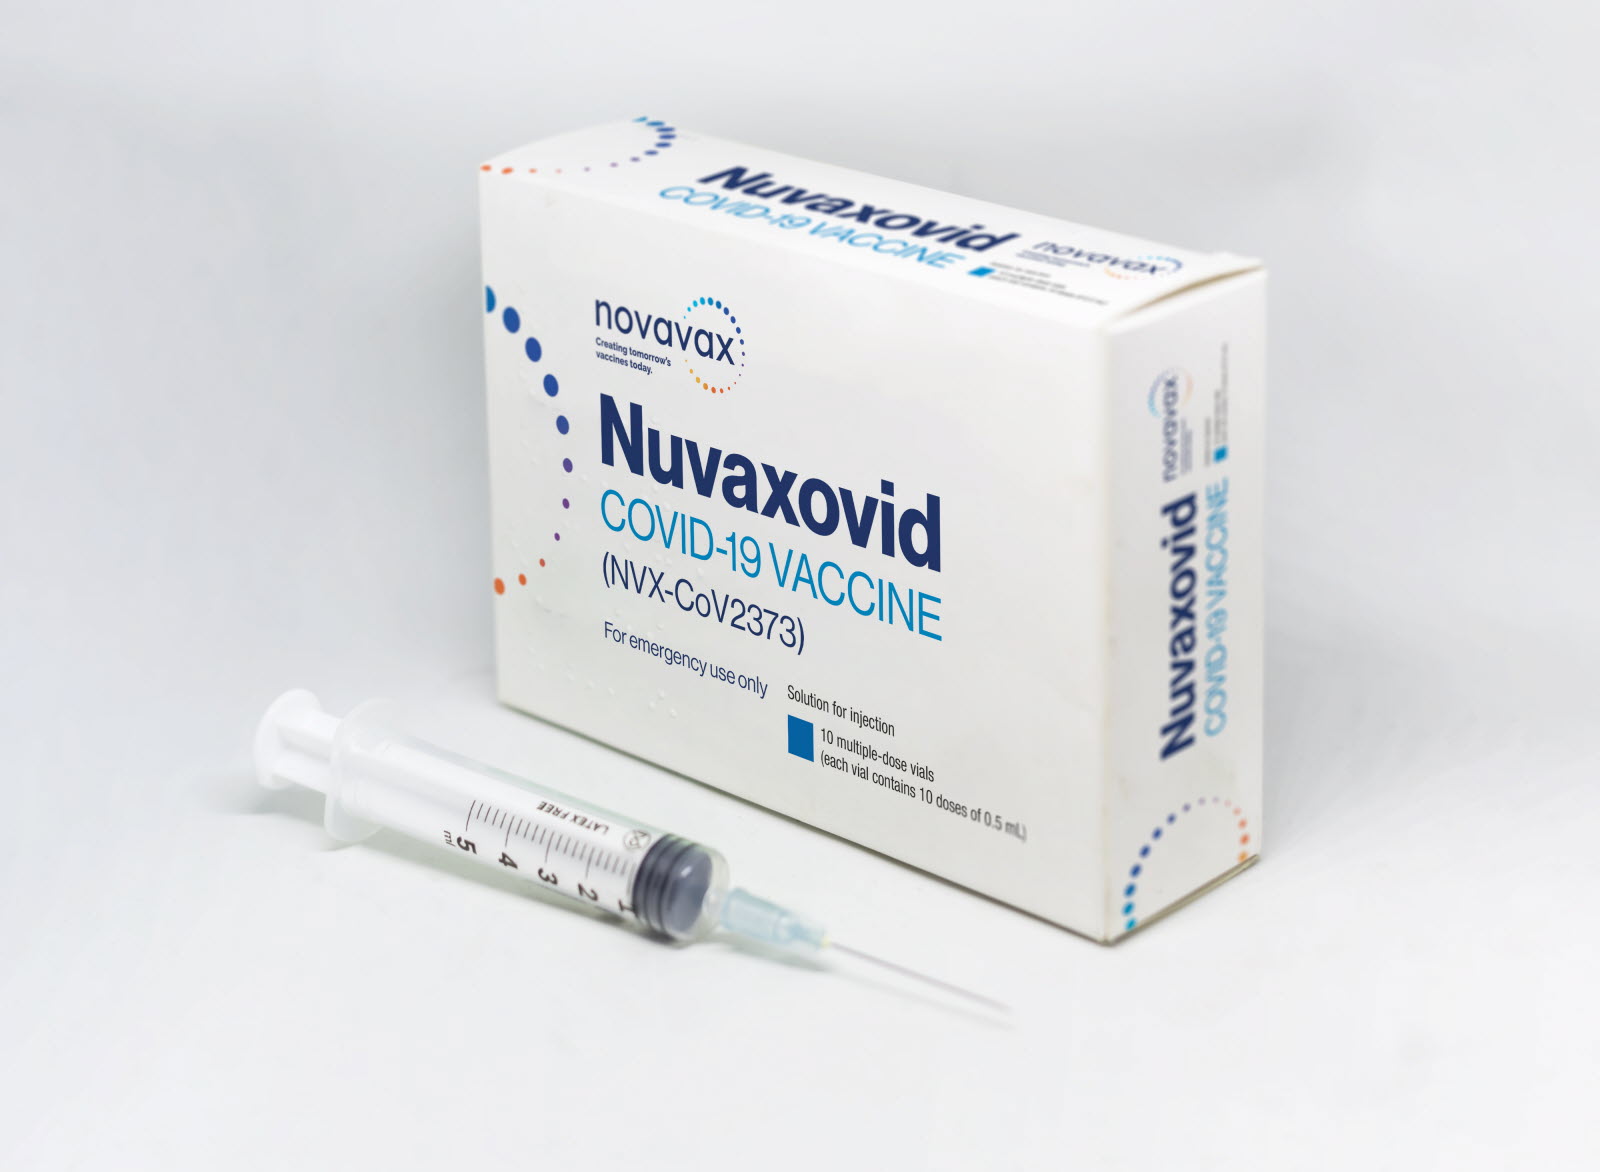 Nuvaxovid
COVID-19 VACCINE
novavax
novavax
Creating tomorrow's
vaccines today.
Nuvaxovid
COVID-19 VACCINE
(NVX-CoV2373)
For emergency use only
Solution for injection
10 multiple-dose vials
(each vial contains 10 doses of 0.5 mL)
novavax
Nuvaxovid
COVID-19 VACCINE
LATEX FREE
ml 5 4 3 2 1